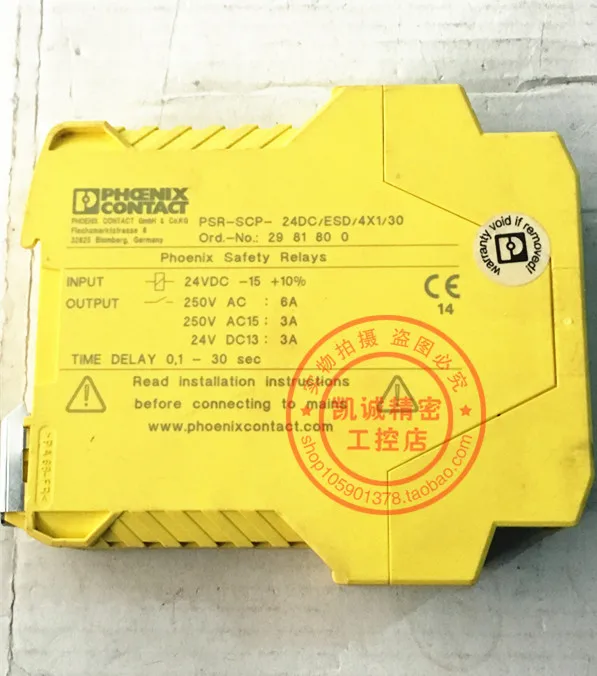 PHŒNIX
CONTACT
PHOENIX CONTACT GmbH & Co.KG
Flachsmarktstrasse 8
32825 Blomberg, Germany
PSR-SCP- 24DC/ESD/4X1/30
Ord.-No.: 29 81 80 0
Phoenix Safety Relays
INPUT 24VDC -15 +10%
OUTPUT 250V AC : 6A
250V AC15 : 3A
24V DC13 : 3A
TIME DELAY 0,1 - 30 sec
CE
14
warranty void if removed!
Read installation instructions
before connecting to mains
www.phoenixcontact.com
实物拍摄 盗图必究
凯诚精密
工控店
shop105901378.taobao.com